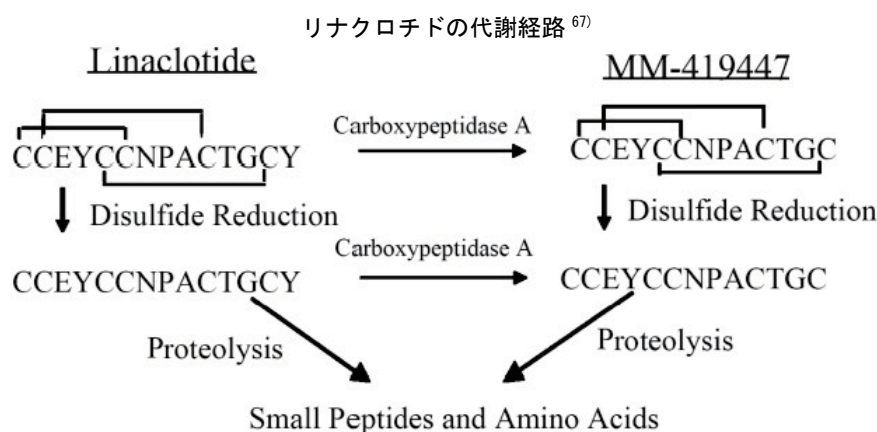 リナクロチドの代謝経路 67)
Linaclotide
MM-419447
Carboxypeptidase A
CCEYCCNPACTGCY
CCEYCCNPACTGC
Disulfide Reduction
Disulfide Reduction
Carboxypeptidase A
CCEYCCNPACTGCY
CCEYCCNPACTGC
Proteolysis
Proteolysis
Small Peptides and Amino Acids